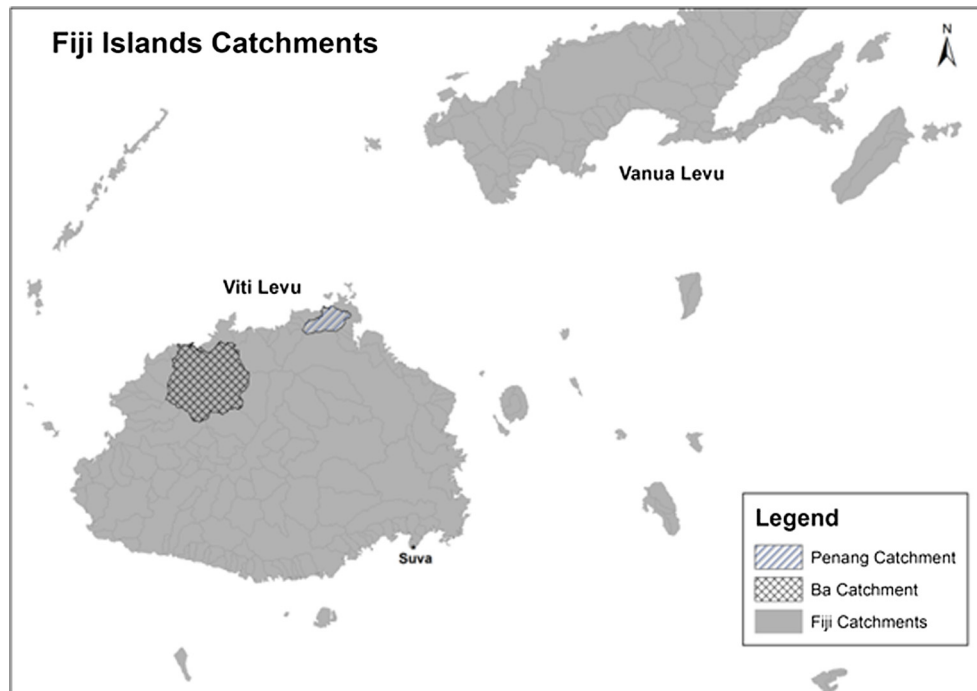 Fiji Islands Catchments
N
Vanua Levu
Viti Levu
Suva
Legend
Penang Catchment
Ba Catchment
Fiji Catchments